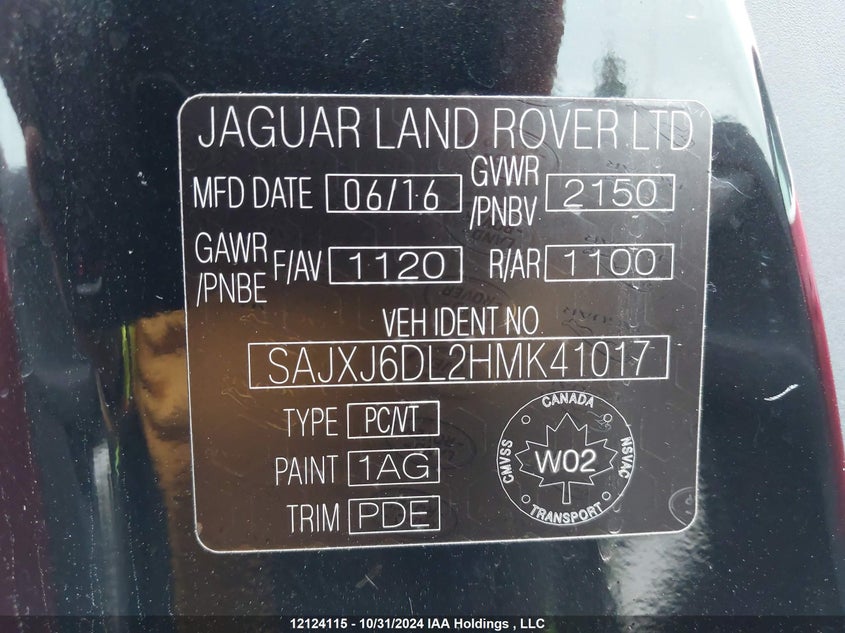 JAGUAR LAND ROVER LTD
MFD DATE 06/16 GVWR /PNBV 2150
GAWR /PNBE F/AV 1120 R/AR 1100
VEH IDENT NO.
SAJXJ6DL2HMK41017
TYPE PC/VT
PAINT 1AG
TRIM PDE
CANADA
CMVSS W02 NSVAC
TRANSPORT
12124115 - 10/31/2024 IAA Holdings , LLC